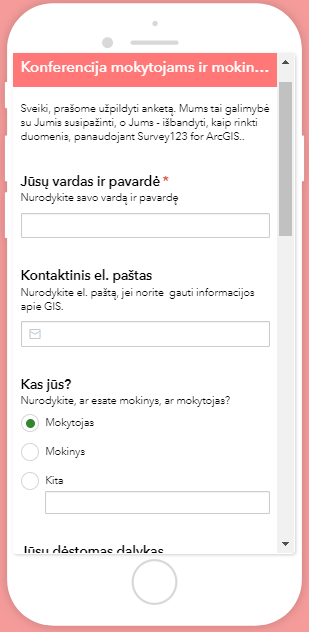 Konferencija mokytojams ir mokin...
Sveiki, prašome užpildyti anketą. Mums tai galimybė
su Jumis susipažinti, o Jums - išbandyti, kaip rinkti
duomenis, panaudojant Survey123 for ArcGIS..
Jūsų vardas ir pavardė *
Nurodykite savo vardą ir pavardę
Kontaktinis el. paštas
Nurodykite el. paštą, jei norite gauti informacijos
apie GIS.
Kas jūs?
Nurodykite, ar esate mokinys, ar mokytojas?
Mokytojas
Mokinys
Kita
Jūsų dėstomas dalykas